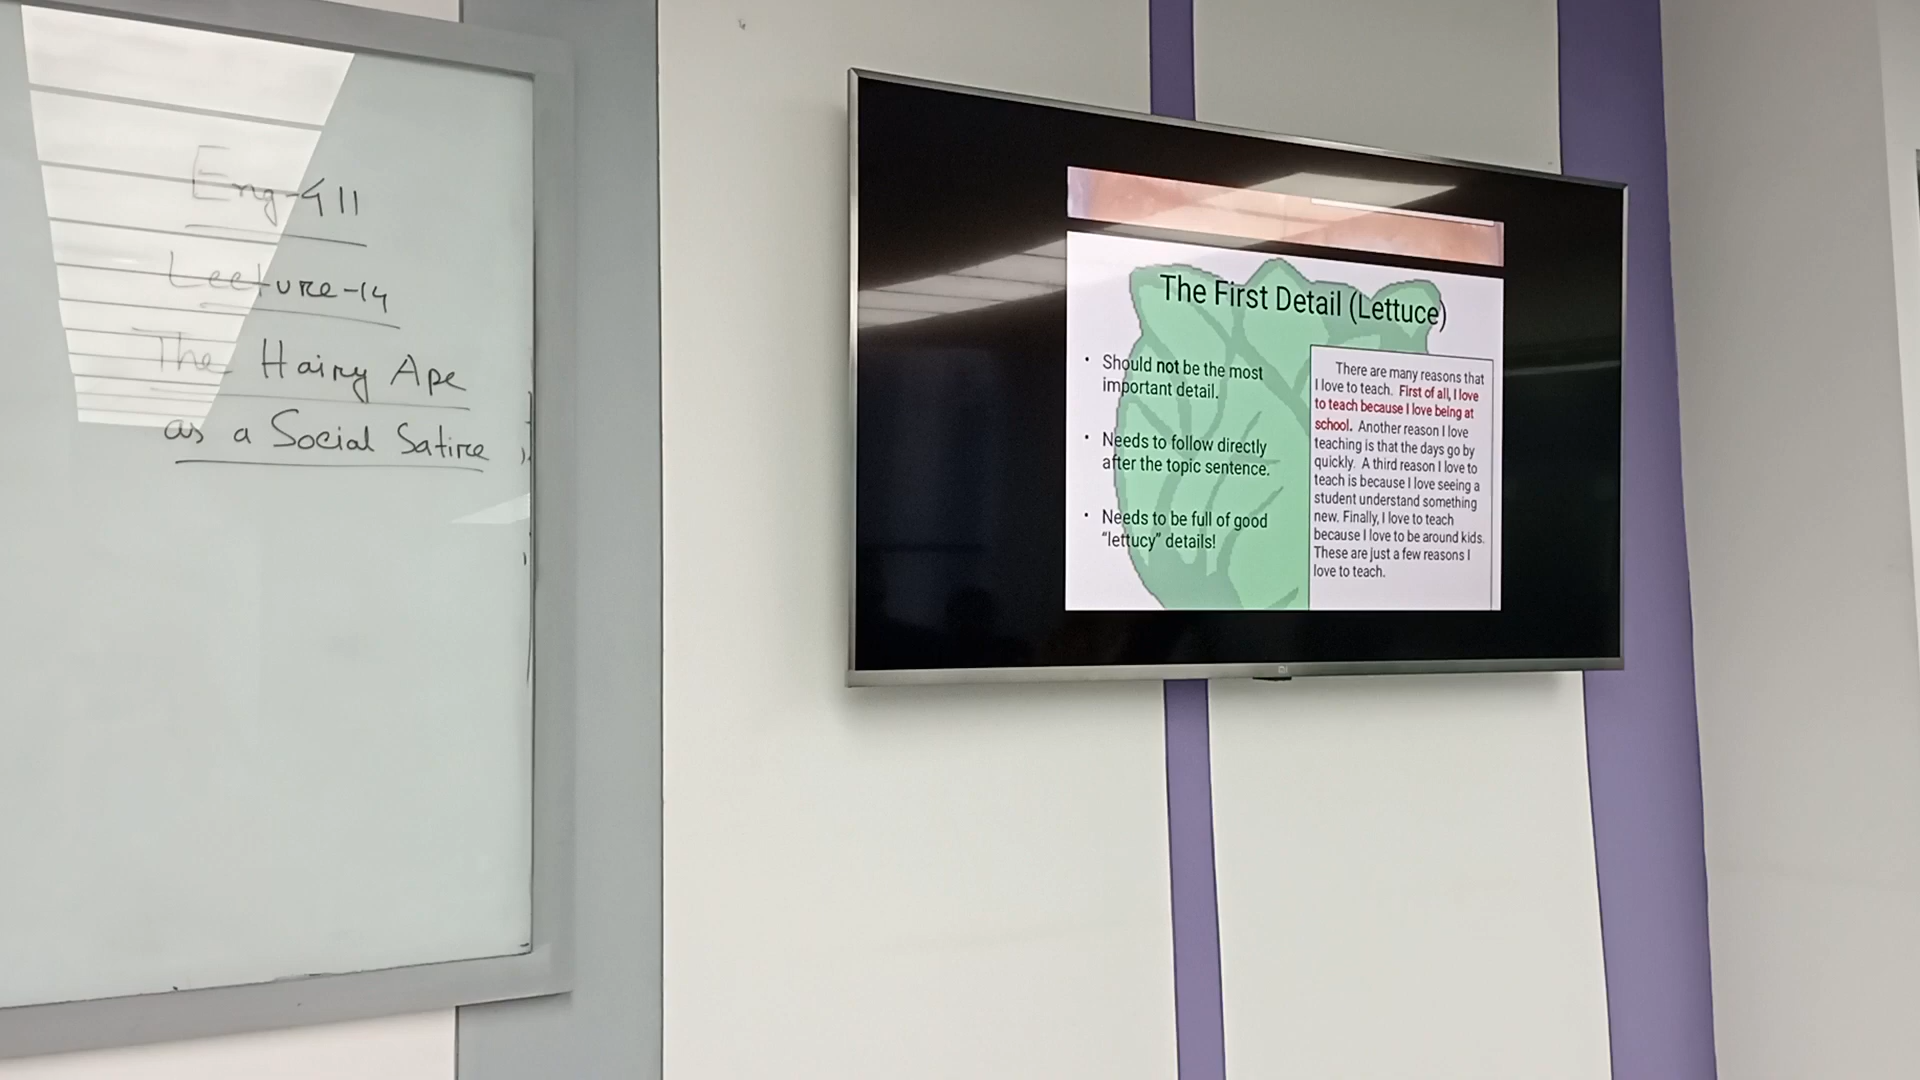 Eng-411
Lecture-14
The Hairy Ape
as a Social Satire
The First Detail (Lettuce)
• Should not be the most
important detail.
• Needs to follow directly
after the topic sentence.
• Needs to be full of good
"lettucy" details!
There are many reasons that
I love to teach. First of all, I love
to teach because I love being at
school. Another reason I love
teaching is that the days go by
quickly. A third reason I love to
teach is because I love seeing a
student understand something
new. Finally, I love to teach
because I love to be around kids.
These are just a few reasons I
love to teach.
mi